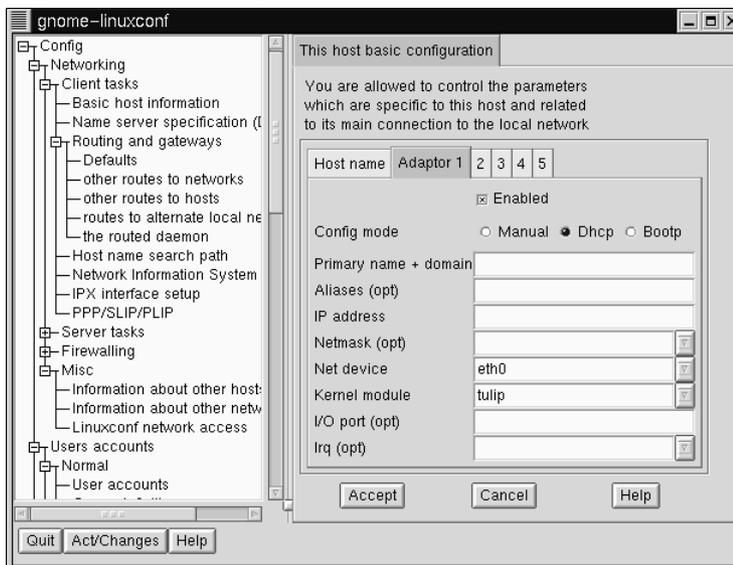 gnome-linuxconf
Config
Networking
Client tasks
Basic host information
Name server specification (D
Routing and gateways
Defaults
other routes to networks
other routes to hosts
routes to alternate local ne
the routed daemon
Host name search path
Network Information System
IPX interface setup
PPP/SLIP/PLIP
Server tasks
Firewalling
Misc
Information about other hosts
Information about other netw
Linuxconf network access
Users accounts
Normal
User accounts
Quit Act/Changes Help
This host basic configuration
You are allowed to control the parameters
which are specific to this host and related
to its main connection to the local network
Host name Adaptor 1 2 3 4 5
Enabled
Config mode Manual Dhcp Bootp
Primary name + domain
Aliases (opt)
IP address
Netmask (opt)
Net device eth0
Kernel module tulip
I/O port (opt)
Irq (opt)
Accept Cancel Help